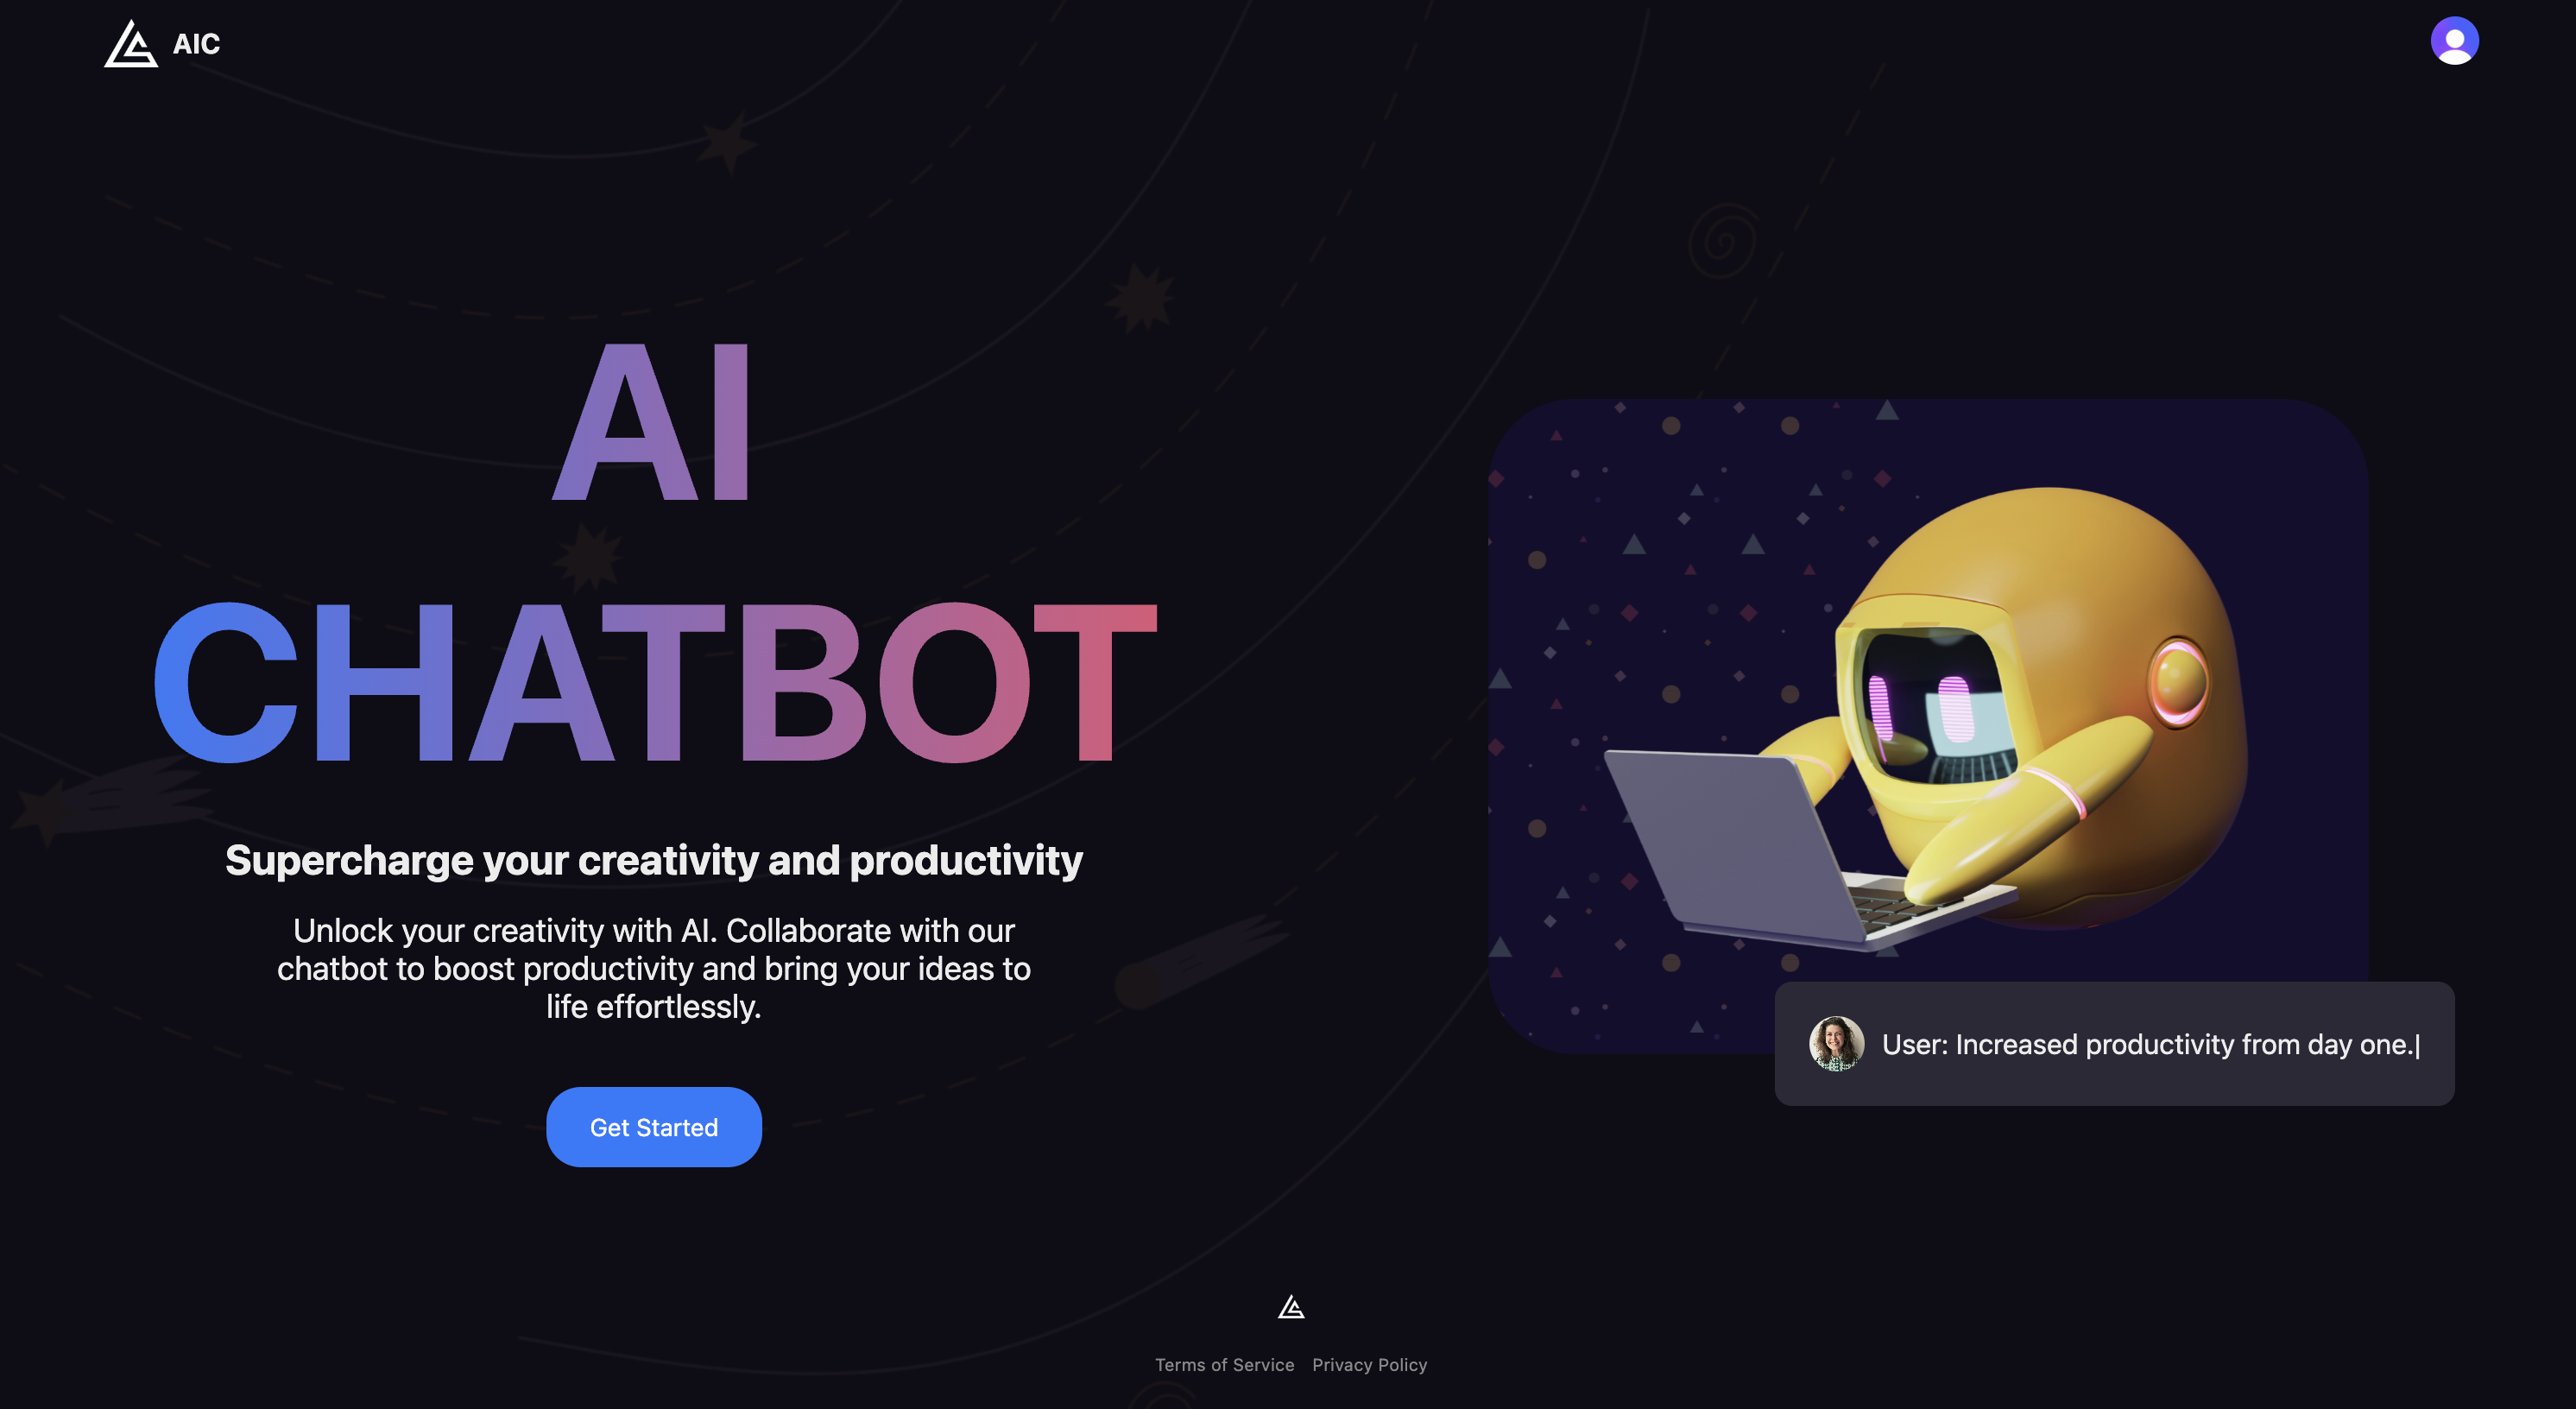 AIC
AI
CHATBOT
Supercharge your creativity and productivity
Unlock your creativity with AI. Collaborate with our
chatbot to boost productivity and bring your ideas to
life effortlessly.
Get Started
User: Increased productivity from day one.|
Terms of Service Privacy Policy